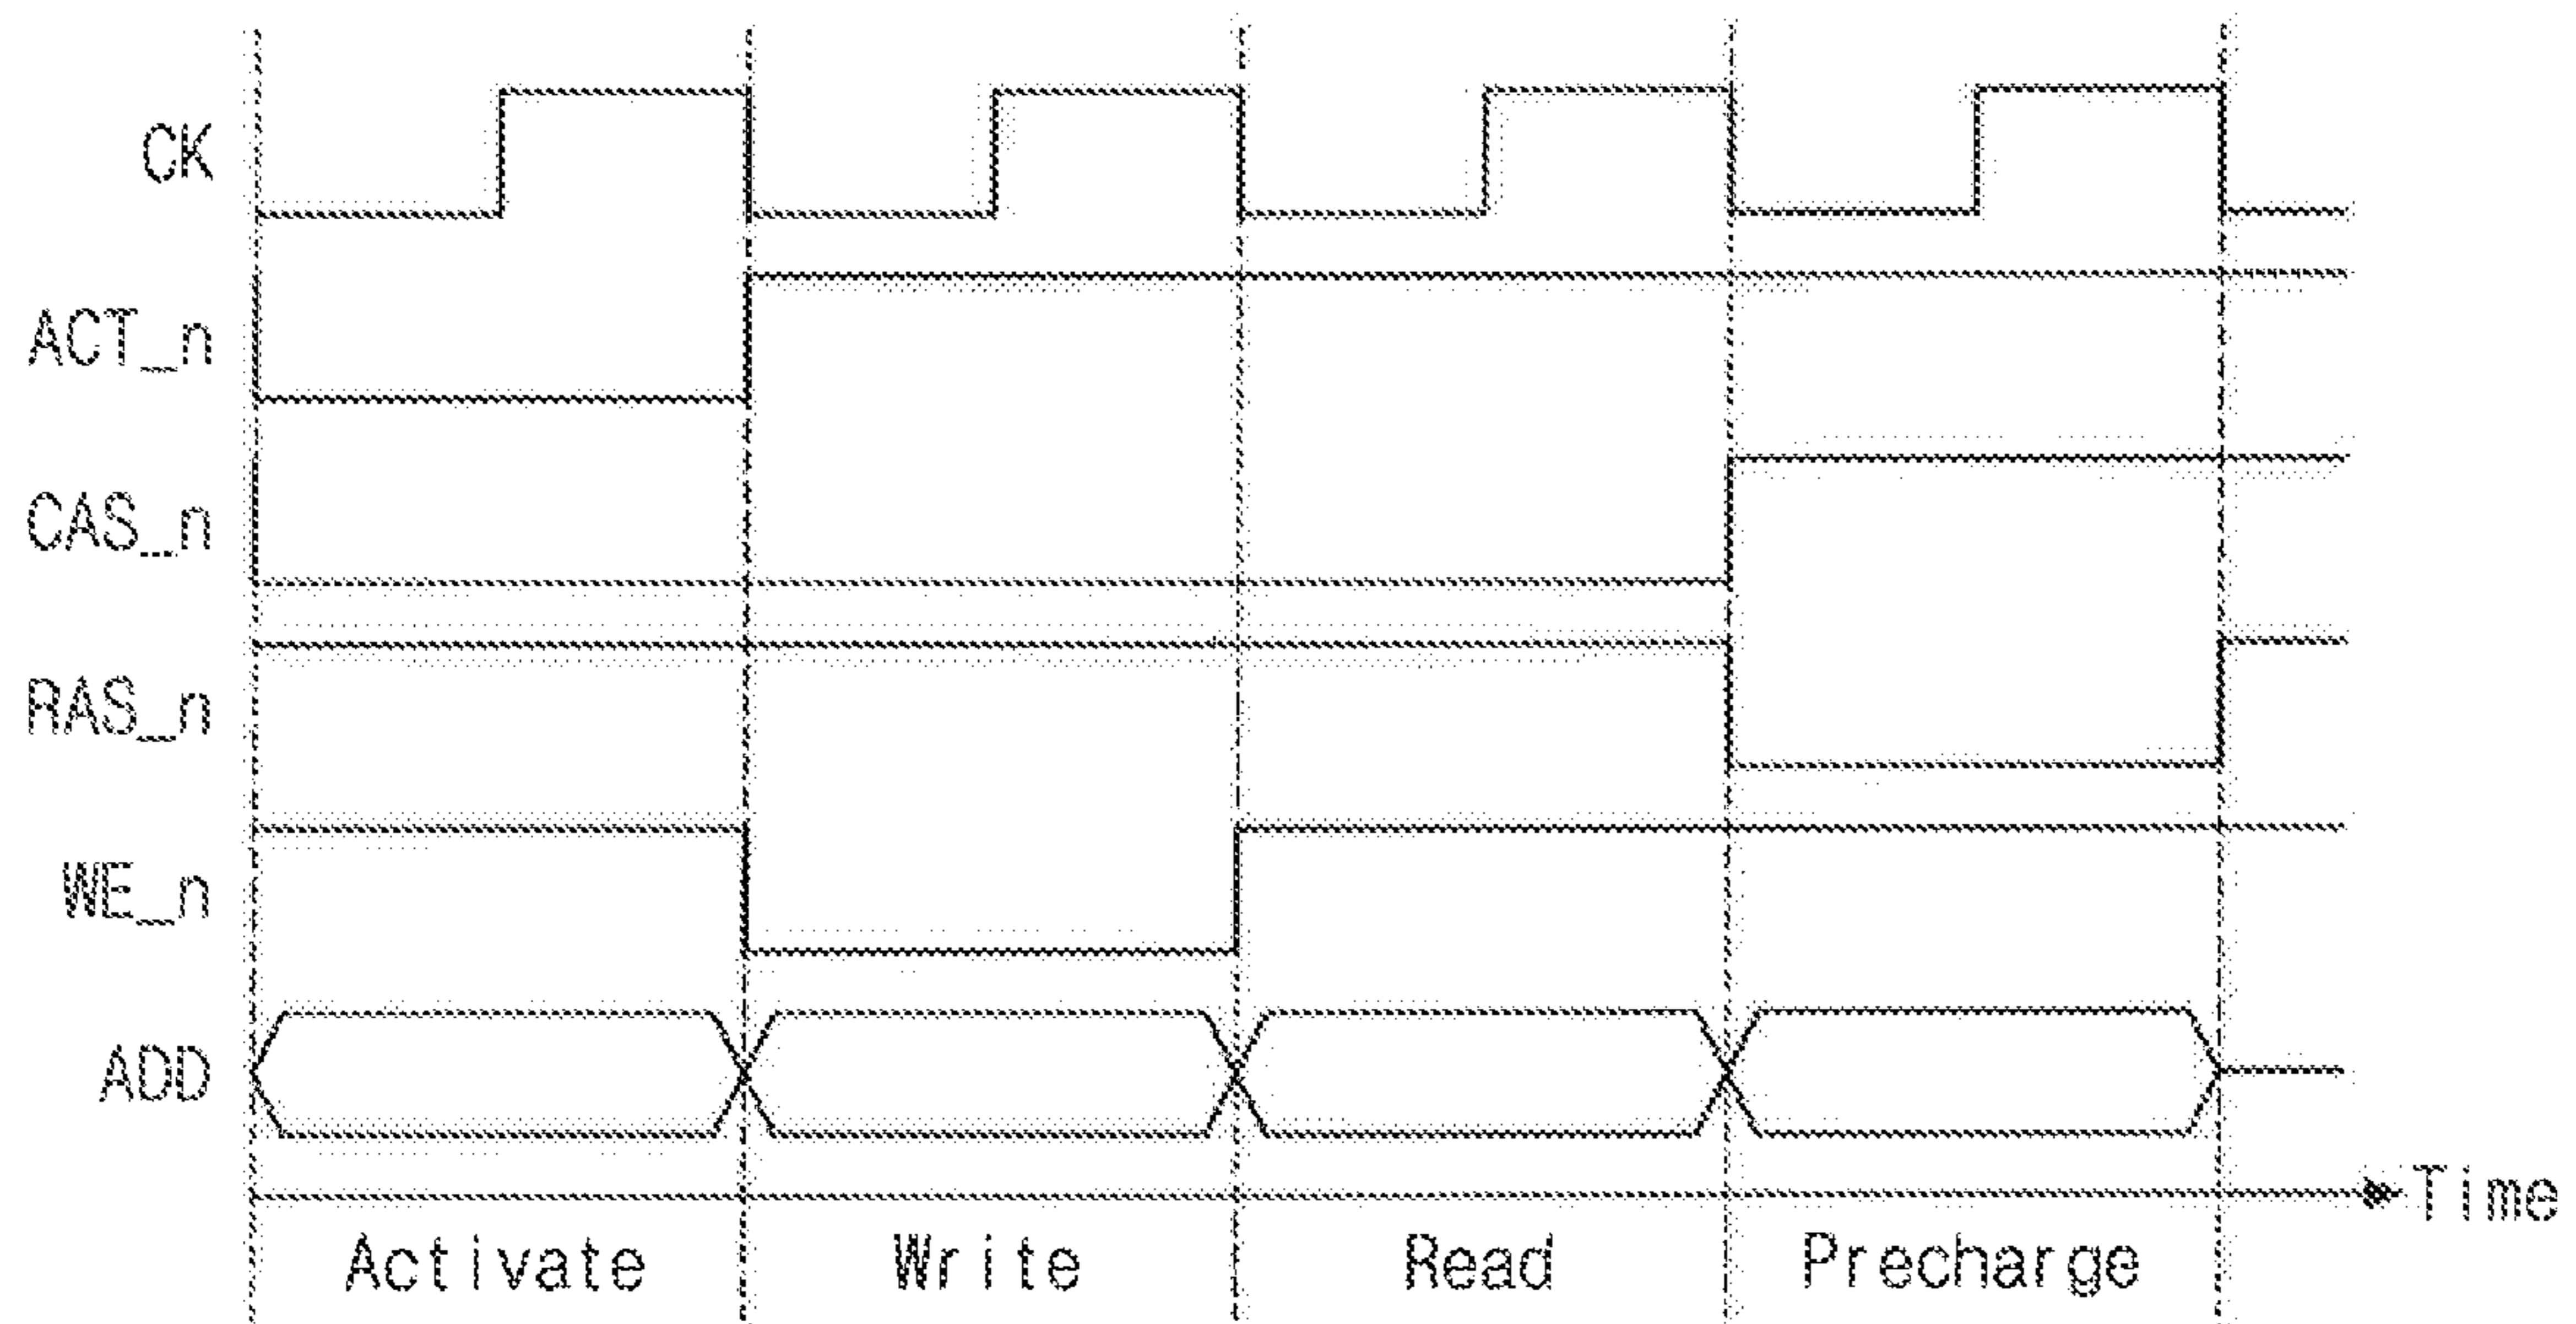 CK
ACT_n
CAS_n
RAS_n
WE_n
ADD
Time
Activate Write Read Precharge